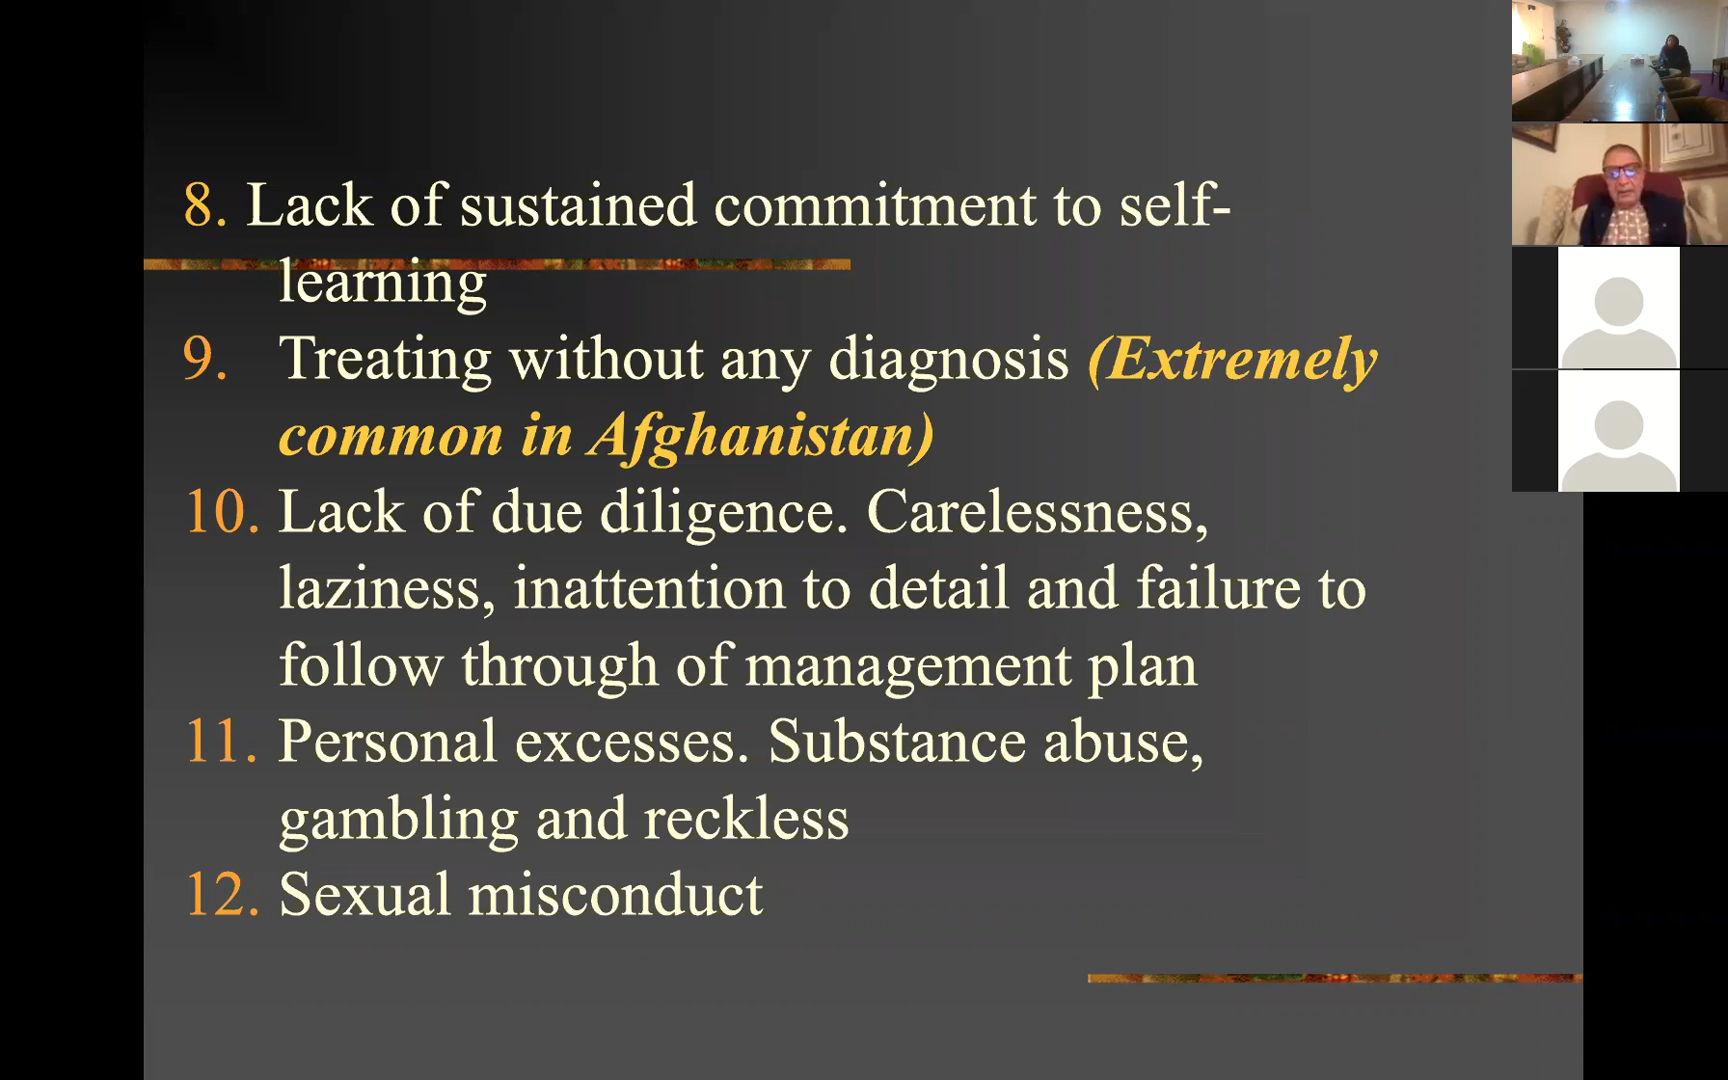 8. Lack of sustained commitment to self-
learning
9. Treating without any diagnosis (Extremely
common in Afghanistan)
10. Lack of due diligence. Carelessness,
laziness, inattention to detail and failure to
follow through of management plan
11. Personal excesses. Substance abuse,
gambling and reckless
12. Sexual misconduct